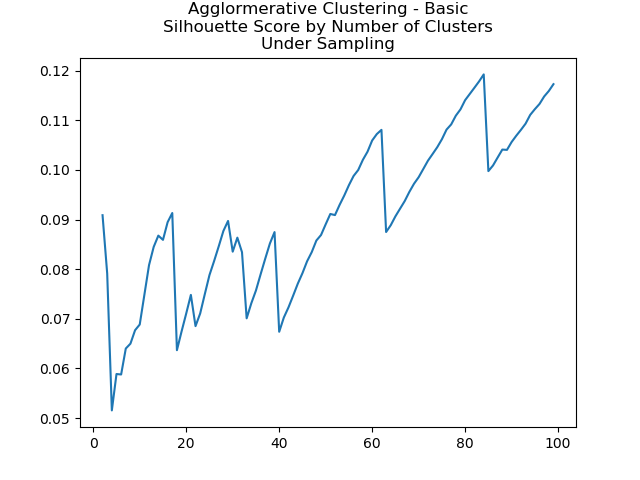 Agglormerative Clustering - Basic
Silhouette Score by Number of Clusters
Under Sampling
0.12
0.11
0.10
0.09
0.08
0.07
0.06
0.05
0 20 40 60 80 100